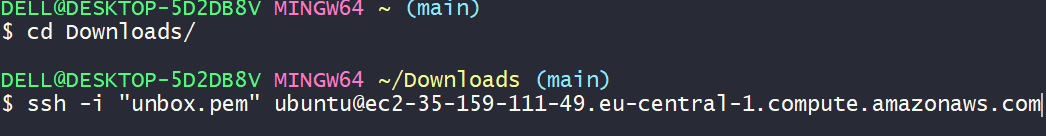 DELL@DESKTOP-5D2DB8V MINGW64 ~ (main)
$ cd Downloads/
DELL@DESKTOP-5D2DB8V MINGW64 ~/Downloads (main)
$ ssh -i "unbox.pem" ubuntu@ec2-35-159-111-49.eu-central-1.compute.amazonaws.com